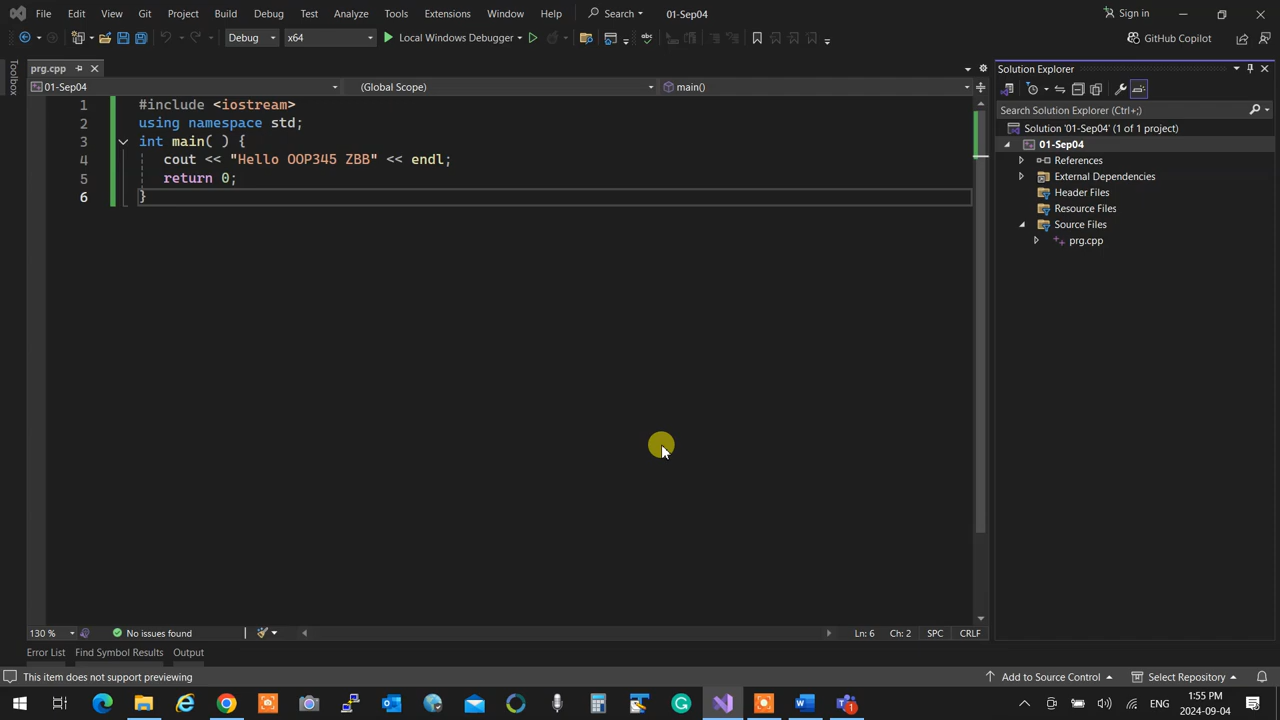 File Edit View Git Project Build Debug Test Analyze Tools Extensions Window Help Search 01-Sep04 Sign in
Debug x64 Local Windows Debugger GitHub Copilot
Toolbox
prg.cpp
01-Sep04 (Global Scope) main()
1 #include <iostream>
2 using namespace std;
3 int main( ) {
4 cout << "Hello OOP345 ZBB" << endl;
5 return 0;
6 }
Solution Explorer
Search Solution Explorer (Ctrl+;)
Solution '01-Sep04' (1 of 1 project)
01-Sep04
References
External Dependencies
Header Files
Resource Files
Source Files
prg.cpp
130 % No issues found Ln: 6 Ch: 2 SPC CRLF
Error List Find Symbol Results Output
This item does not support previewing Add to Source Control Select Repository
ENG 1:55 PM
2024-09-04